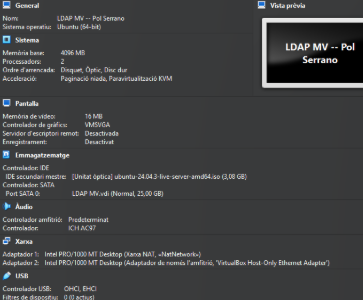 General
Nom: LDAP MV -- Pol Serrano
Sistema operatiu: Ubuntu (64-bit)
Sistema
Memòria base: 4096 MB
Processadors: 2
Ordre d'arrencada: Disquet, Òptic, Disc dur
Acceleració: Paginació niada, Paravirtualització KVM
Pantalla
Memòria de vídeo: 16 MB
Controlador de gràfics: VMSVGA
Servidor d'escriptori remot: Desactivada
Enregistrament: Desactivat
Emmagatzematge
Controlador: IDE
IDE secundari mestre: [Unitat òptica] ubuntu-24.04.3-live-server-amd64.iso (3,08 GB)
Controlador: SATA
Port SATA 0: LDAP MV.vdi (Normal, 25,00 GB)
Àudio
Controlador amfitrió: Predeterminat
Controlador: ICH AC97
Xarxa
Adaptador 1: Intel PRO/1000 MT Desktop (Xarxa NAT, «NatNetwork»)
Adaptador 2: Intel PRO/1000 MT Desktop (Adaptador de només l'amfitrió, 'VirtualBox Host-Only Ethernet Adapter')
USB
Controlador USB: OHCI, EHCI
Filtres de dispositiu: 0 (0 actius)
Vista prèvia
LDAP MV -- Pol
Serrano